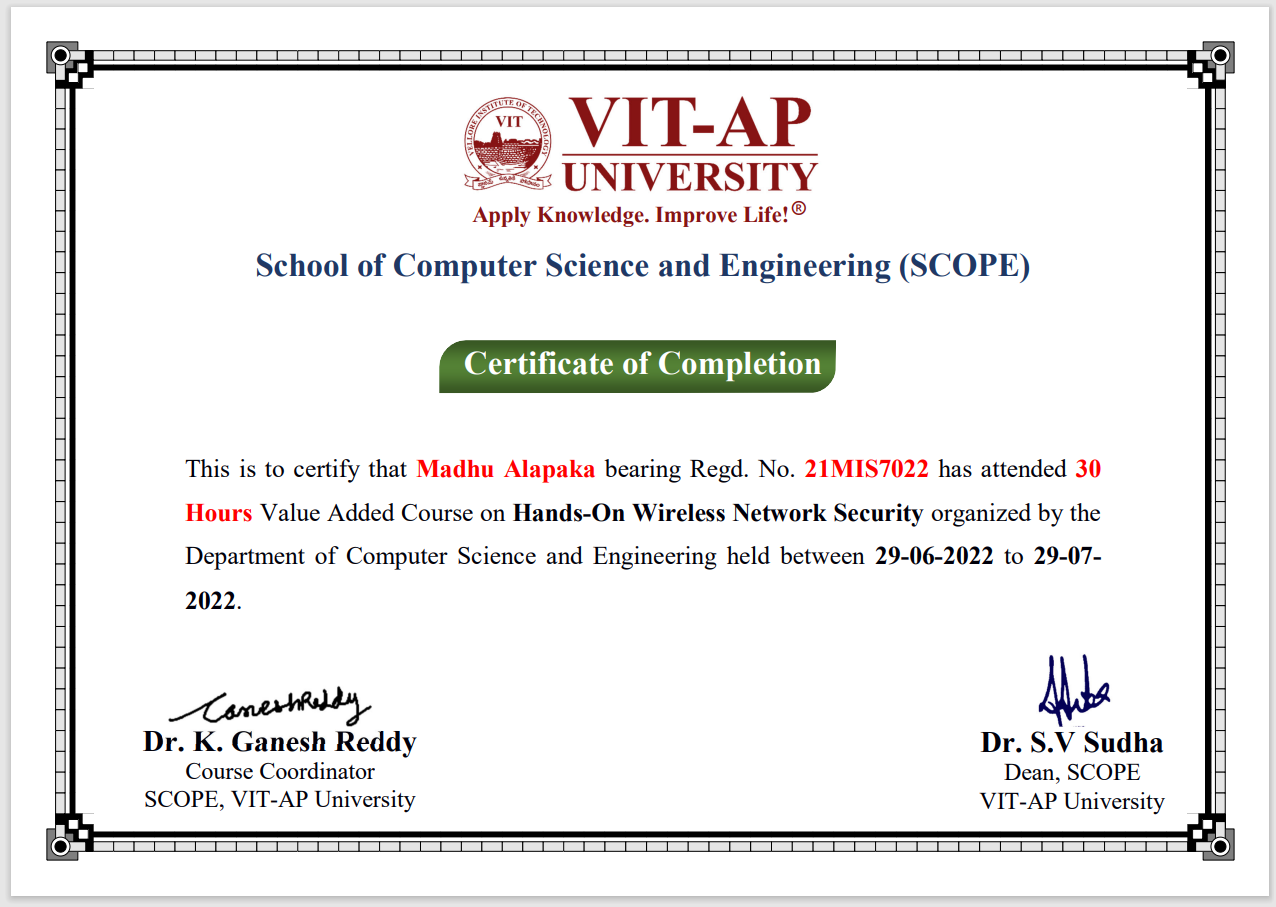 VELLORE INSTITUTE OF TECHNOLOGY
VIT
VIT-AP
UNIVERSITY
Apply Knowledge. Improve Life!®
School of Computer Science and Engineering (SCOPE)
Certificate of Completion
This is to certify that Madhu Alapaka bearing Regd. No. 21MIS7022 has attended 30
Hours Value Added Course on Hands-On Wireless Network Security organized by the
Department of Computer Science and Engineering held between 29-06-2022 to 29-07-
2022.
GaneshReddy
Dr. K. Ganesh Reddy
Course Coordinator
SCOPE, VIT-AP University
Dr. S.V Sudha
Dean, SCOPE
VIT-AP University